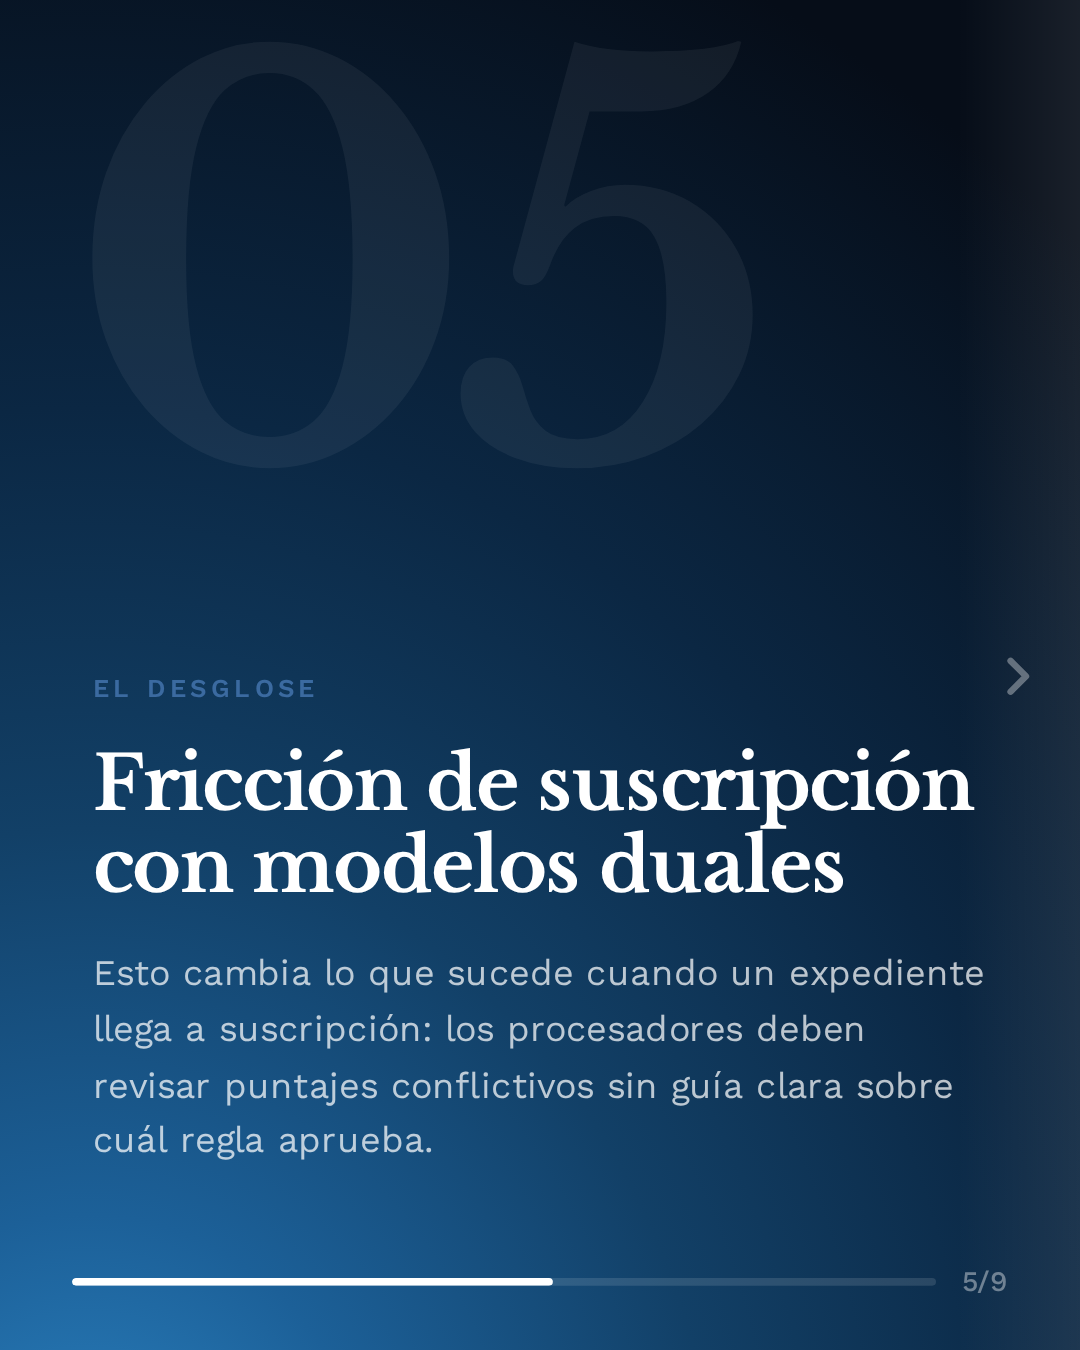 05
EL DESGLOSE
Fricción de suscripción
con modelos duales
Esto cambia lo que sucede cuando un expediente
llega a suscripción: los procesadores deben
revisar puntajes conflictivos sin guía clara sobre
cuál regla aprueba.
5/9